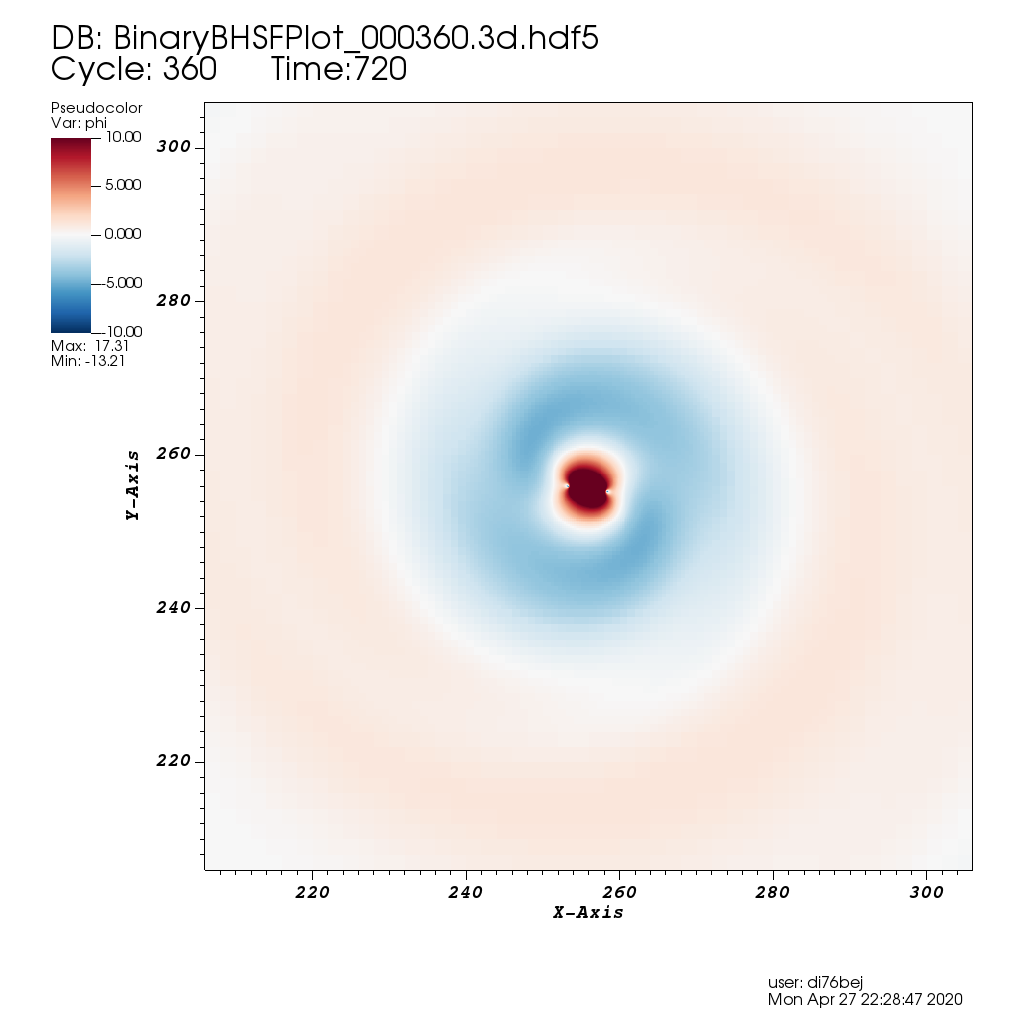 DB: BinaryBHSFPlot_000360.3d.hdf5
Cycle: 360 Time:720
Pseudocolor
Var: phi
10.00
5.000
0.000
-5.000
-10.00
Max: 17.31
Min: -13.21
300
280
260
240
220
Y-Axis
220 240 260 280 300
X-Axis
user: di76bej
Mon Apr 27 22:28:47 2020